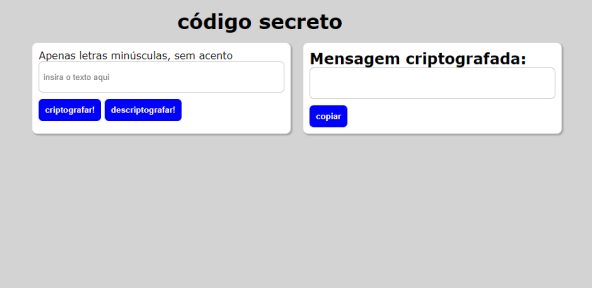 código secreto
Apenas letras minúsculas, sem acento
insira o texto aqui
criptografar! descriptografar!
Mensagem criptografada:
copiar